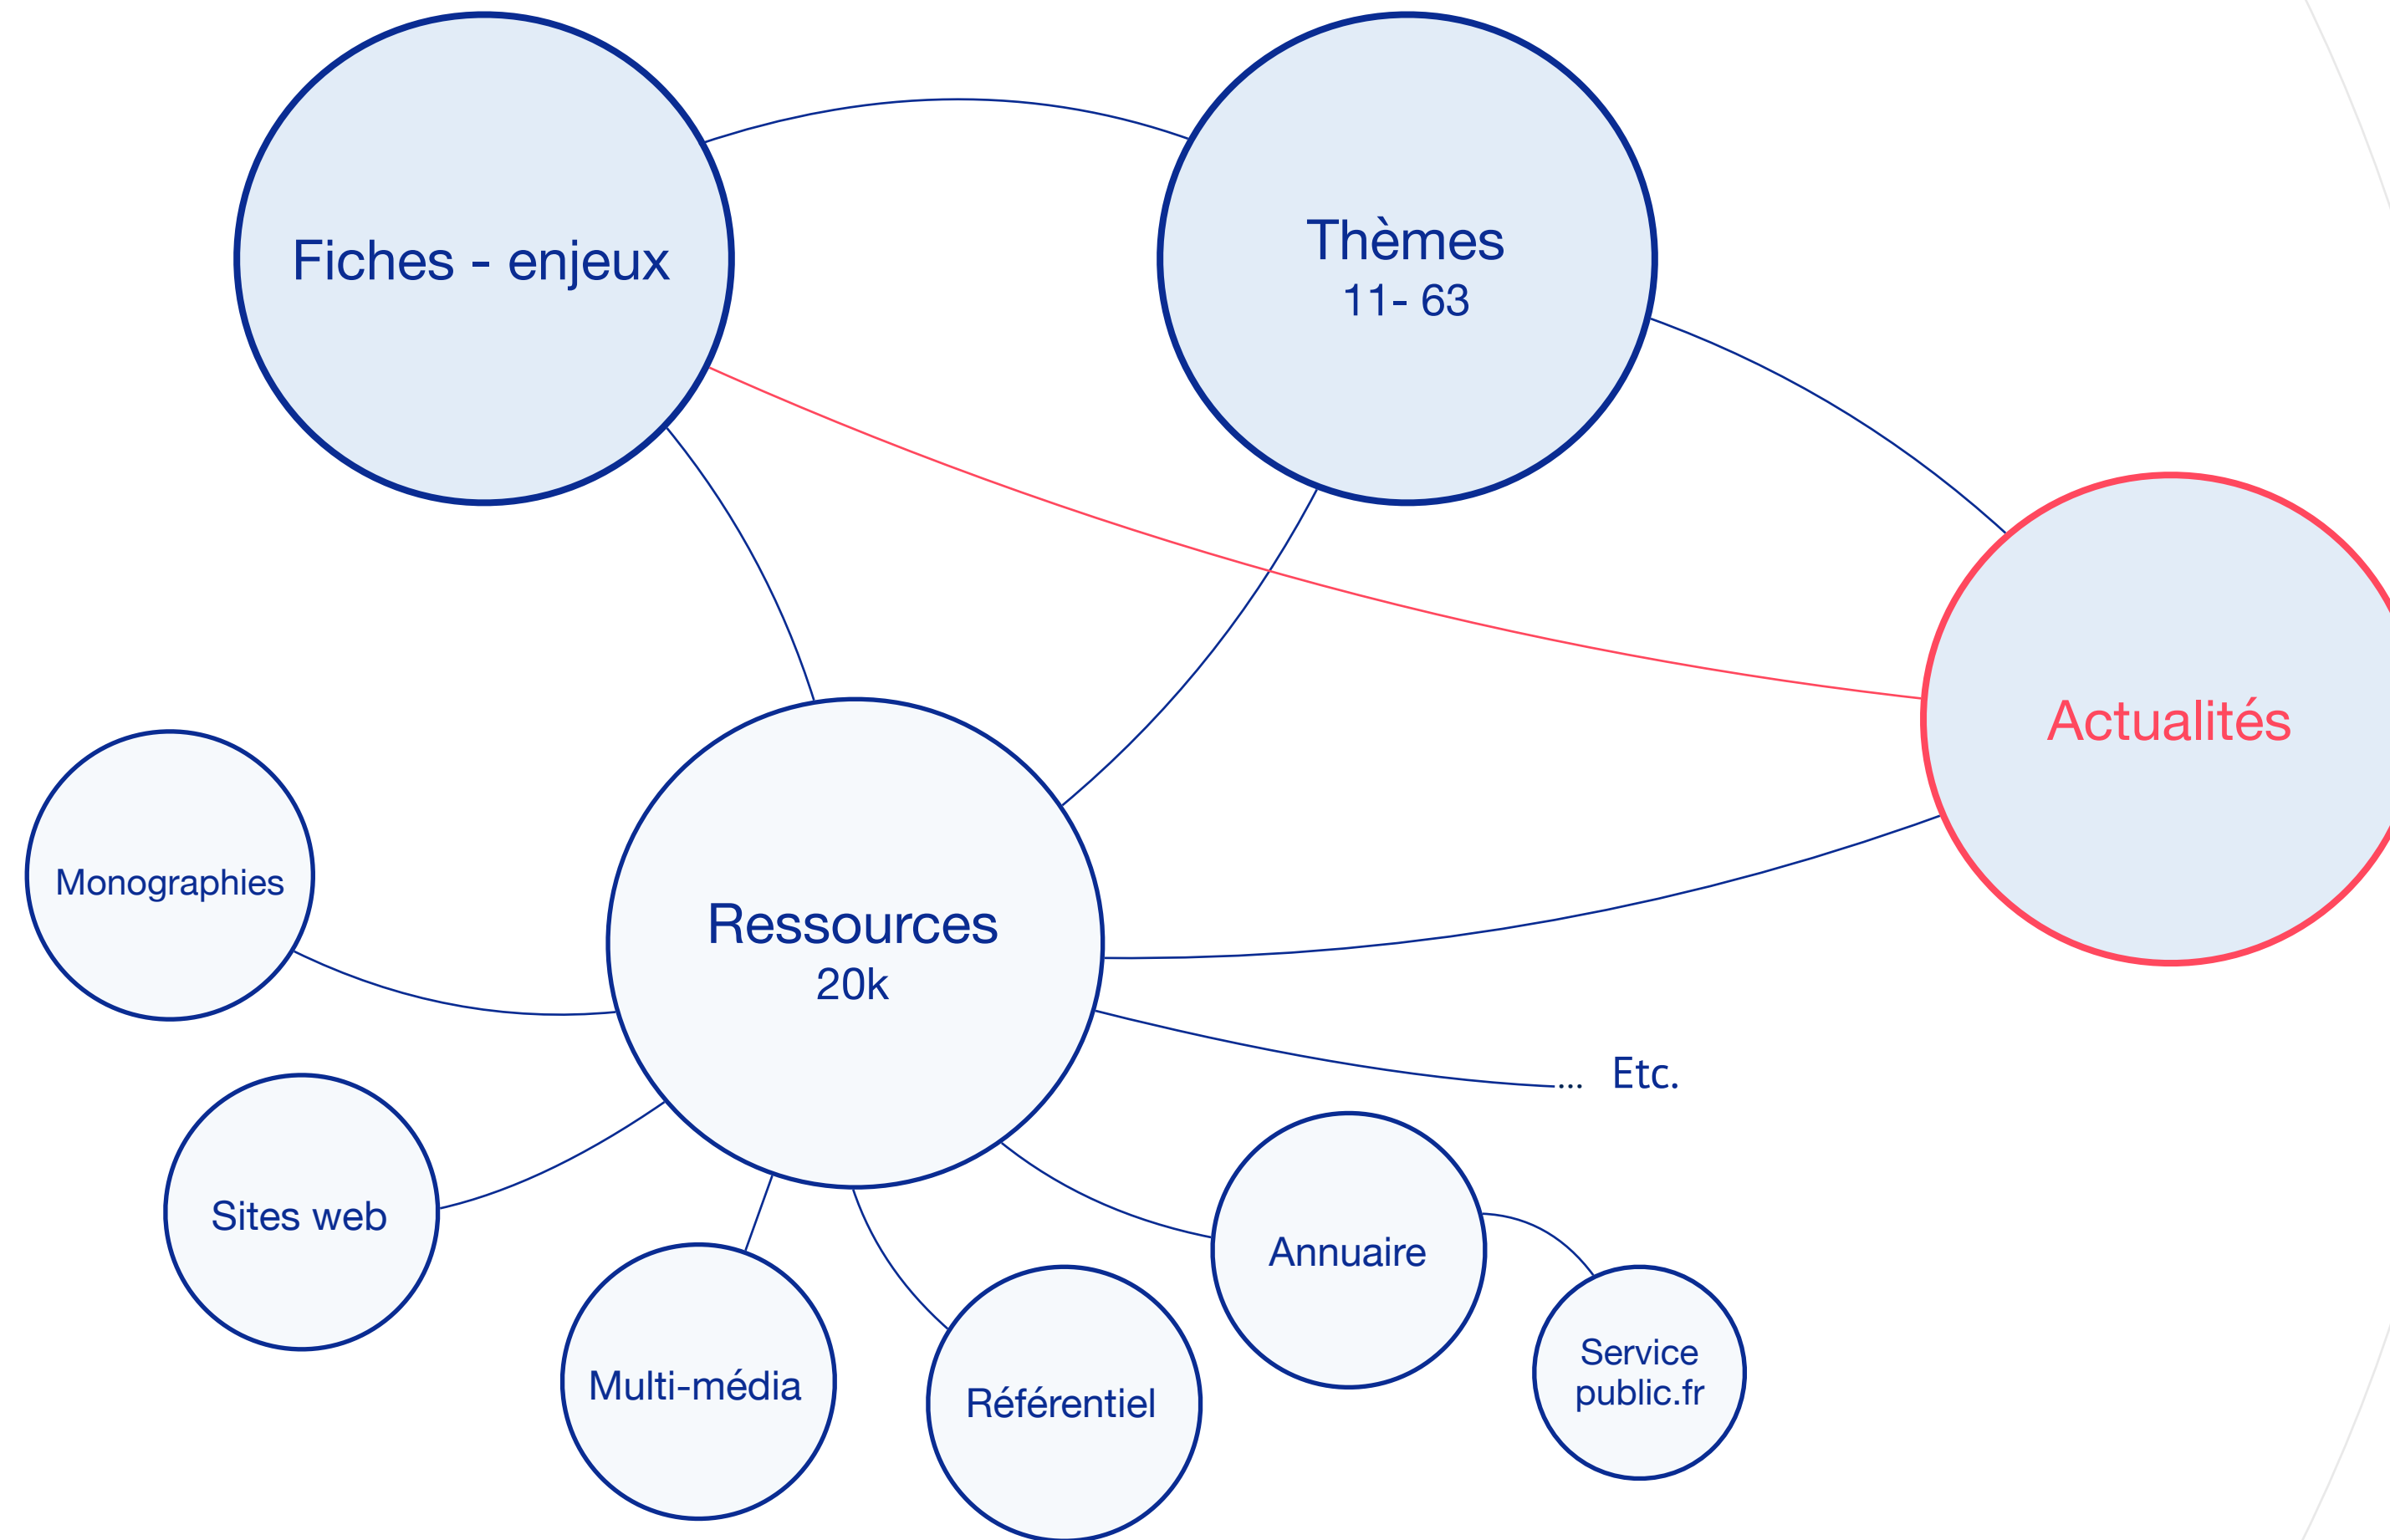 Fiches - enjeux
Thèmes
11- 63
Actualités
Monographies
Ressources
20k
... Etc.
Sites web
Annuaire
Multi-média
Référentiel
Service
public.fr